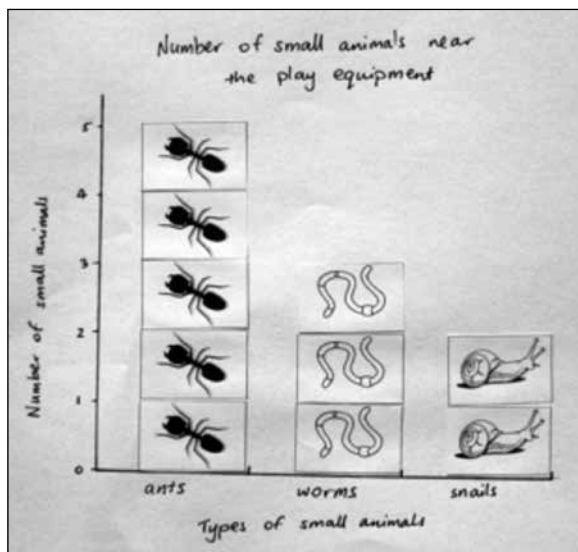 Number of small animals near
the play equipment
Number of small animals
5
4
3
2
1
0
ants worms snails
Types of small animals